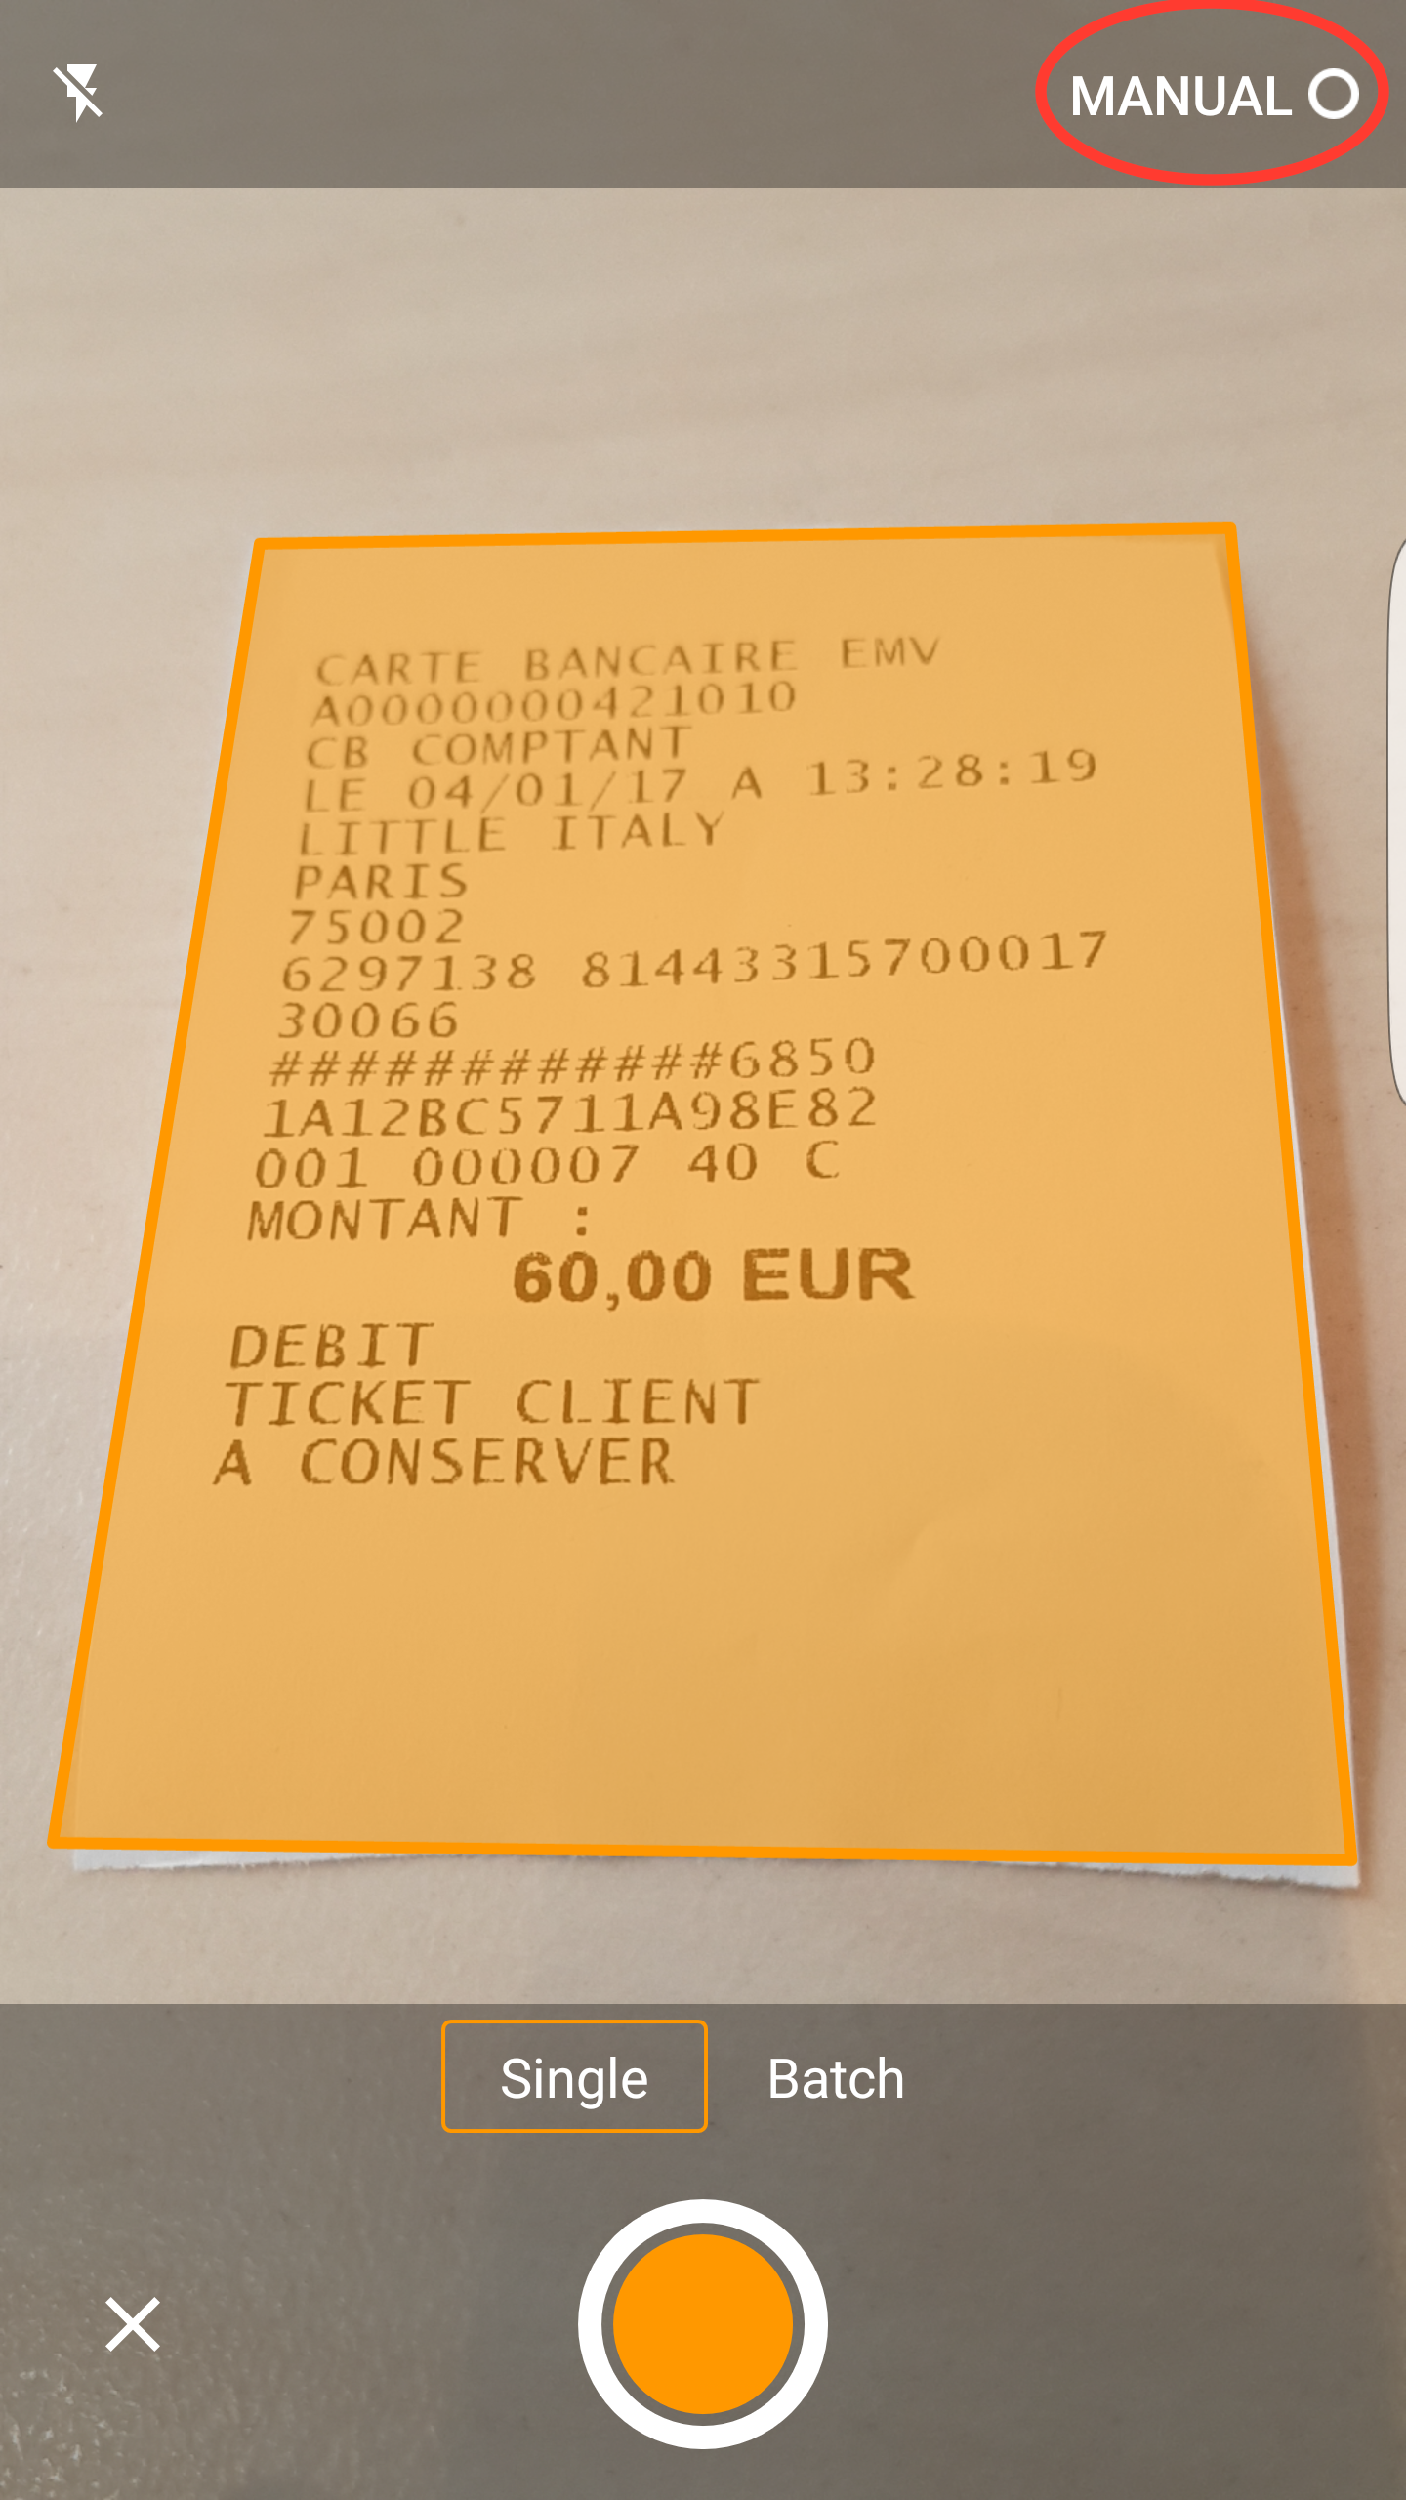 MANUAL
CARTE BANCAIRE EMV
A0000000421010
CB COMPTANT
LE 04/01/17 A 13:28:19
LITTLE ITALY
PARIS
75002
6297138 81443315700017
30066
############6850
1A12BC5711A98E82
001 000007 40 C
MONTANT :
60,00 EUR
DEBIT
TICKET CLIENT
A CONSERVER
Single Batch